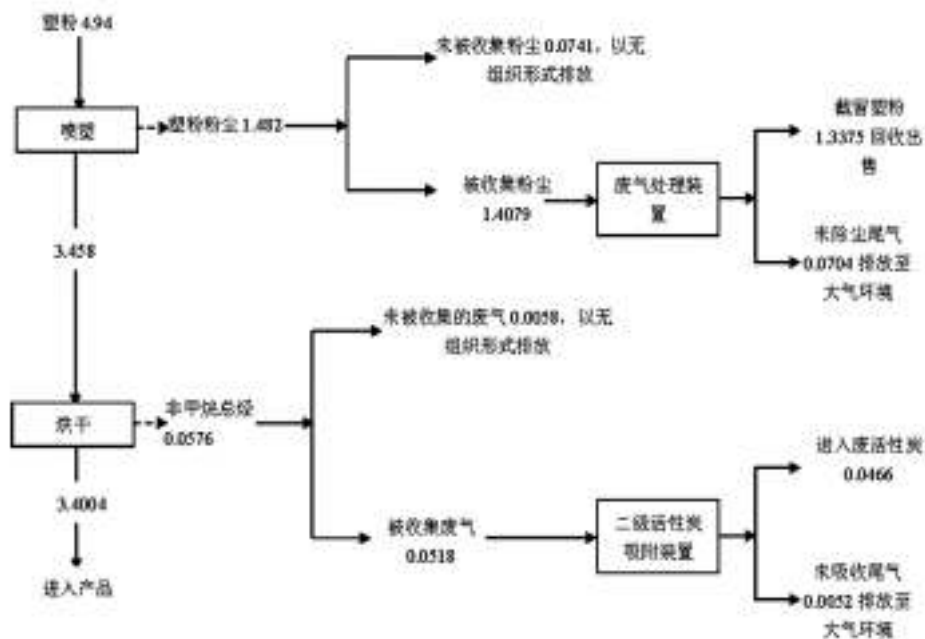 塑粉 4.94
未被收集粉尘 0.0741，以无
组织形式排放
喷塑
塑粉粉尘 1.482
截留塑粉
1.3375 回收出
售
被收集粉尘
1.4079
废气处理装
置
3.458
未除尘尾气
0.0704 排放至
大气环境
未被收集的废气 0.0058，以无
组织形式排放
烘干
非甲烷总烃
0.0576
进入废活性炭
0.0466
3.4004
被收集废气
0.0518
二级活性炭
吸附装置
进入产品
未吸收尾气
0.0052 排放至
大气环境